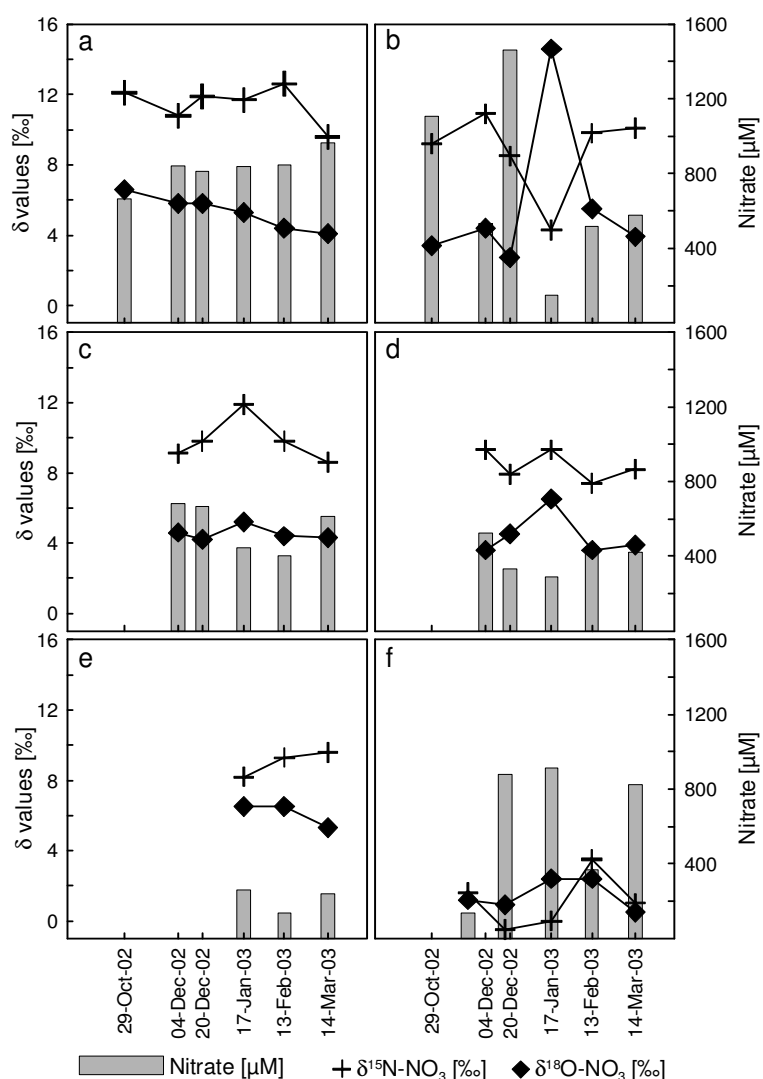 a
b
16
12
8
4
0
δ values [‰]
1600
1200
800
400
Nitrate [µM]
c
d
16
12
8
4
0
δ values [‰]
1600
1200
800
400
Nitrate [µM]
e
f
16
12
8
4
0
δ values [‰]
1600
1200
800
400
Nitrate [µM]
29-Oct-02
04-Dec-02
20-Dec-02
17-Jan-03
13-Feb-03
14-Mar-03
29-Oct-02
04-Dec-02
20-Dec-02
17-Jan-03
13-Feb-03
14-Mar-03
Nitrate [µM] δ¹⁵N-NO₃ [‰] δ¹⁸O-NO₃ [‰]